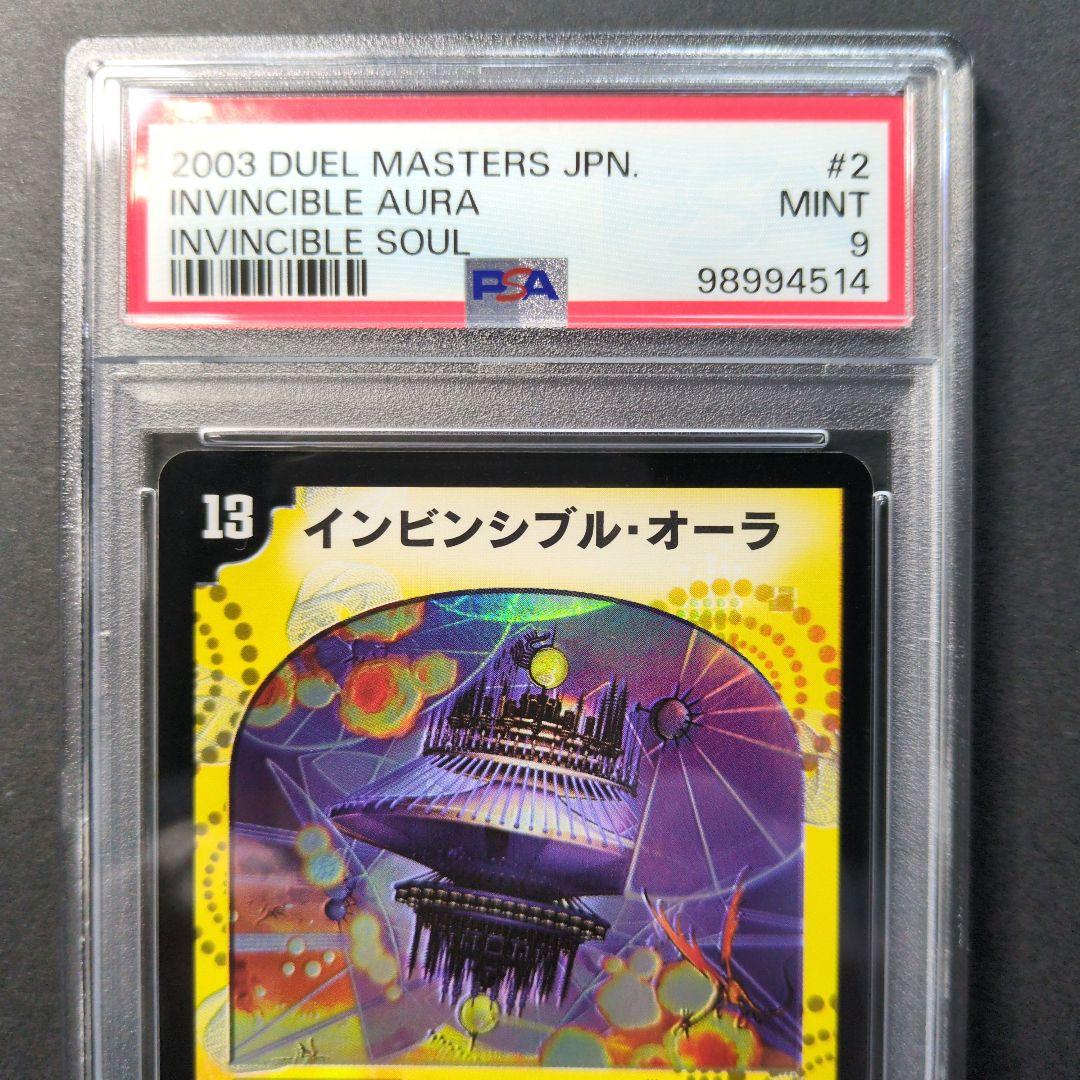 2003 DUEL MASTERS JPN. #2
INVINCIBLE AURA MINT
INVINCIBLE SOUL 9
PSA 98994514
13 インビンシブル・オーラ